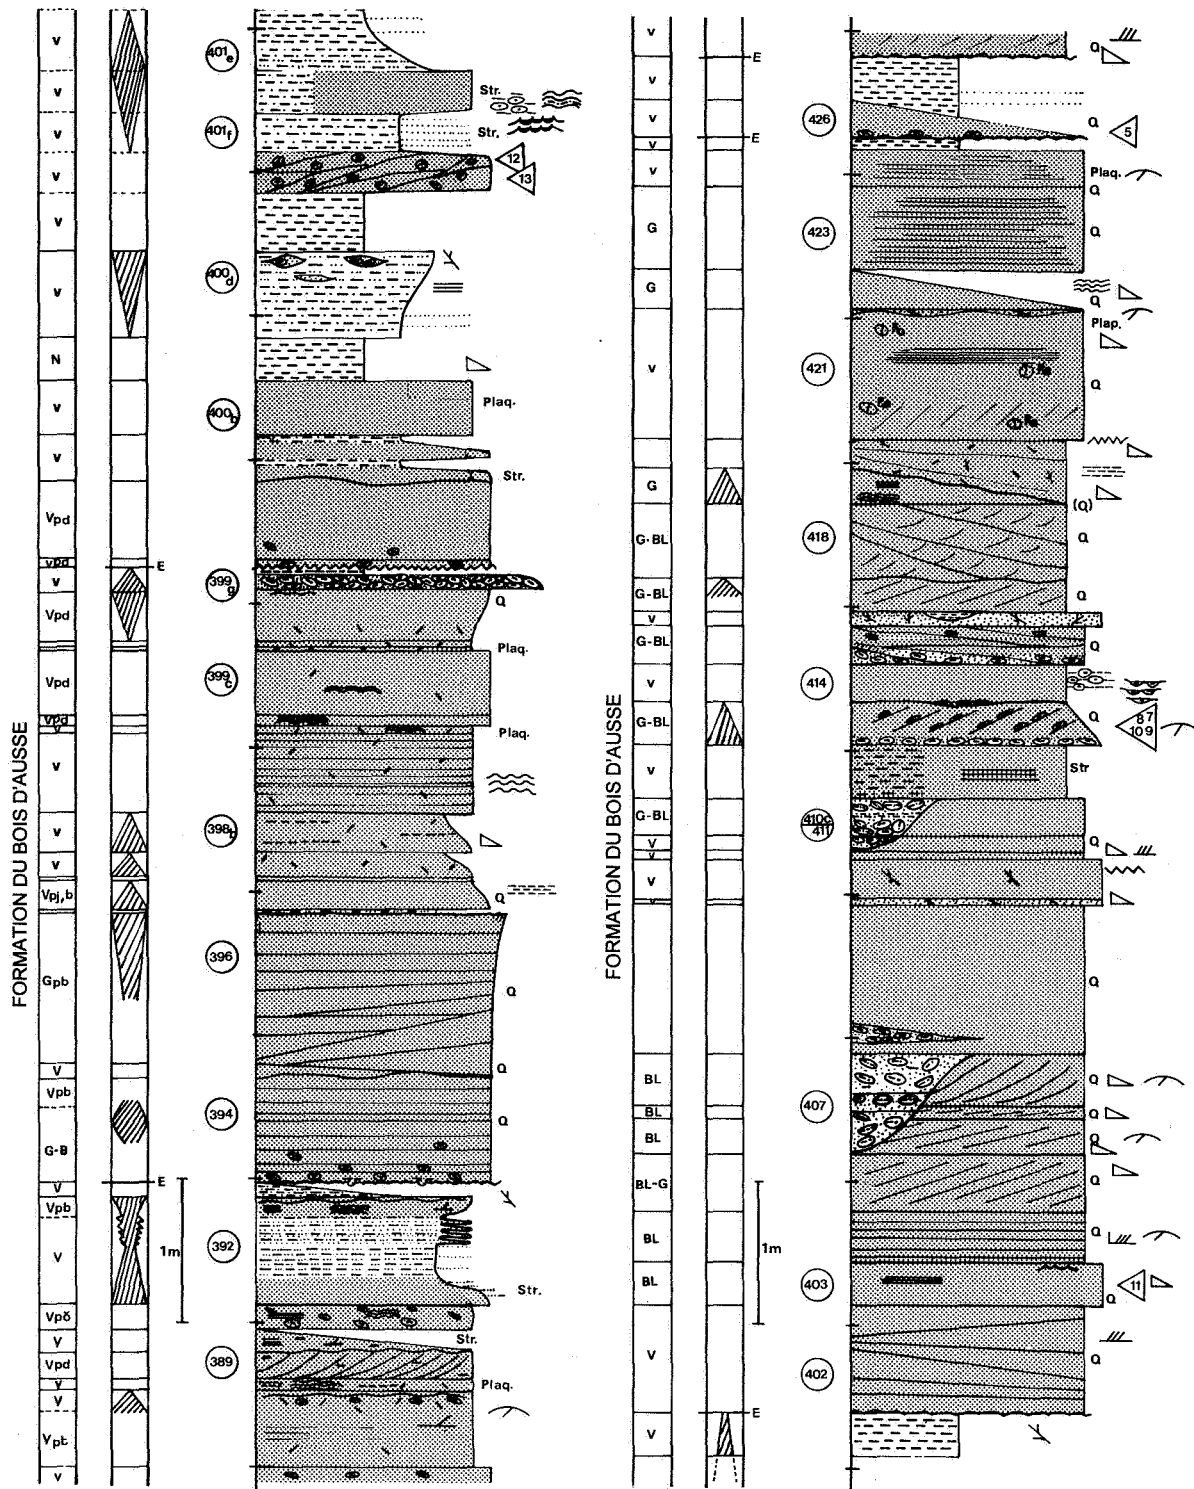 FORMATION DU BOIS D'AUSSE
V
V
V
V
V
V
N
V
V
Vpd
Vpd
V
Vpd
Vpd
Vpd
V
V
V
V
Vpj,b
Gpb
V
Vpb
G-B
V
Vpb
V
Vpδ
V
Vpd
V
V
Vpt
V
E
E
1m
401e
401f
400d
400b
399g
399c
398b
396
394
392
389
Str.
Str.
12
13
Plaq.
Str.
Q
Plaq.
Plaq.
Q
Q
Q
Q
Str.
Str.
Plaq.
FORMATION DU BOIS D'AUSSE
V
V
V
V
V
G
G
V
G
G-BL
G-BL
V
G-BL
V
G-BL
V
G-BL
V
V
V
V
BL
BL
BL
BL-G
BL
BL
V
V
E
E
E
1m
426
423
421
418
414
410c
411
407
403
402
Q
Q
5
Plaq.
Q
Q
Q
Plap.
Q
(Q)
Q
Q
Q
Q
8 7
10 9
Str
Q
Q
Q
Q
Q
Q
Q
Q
11
Q
Q